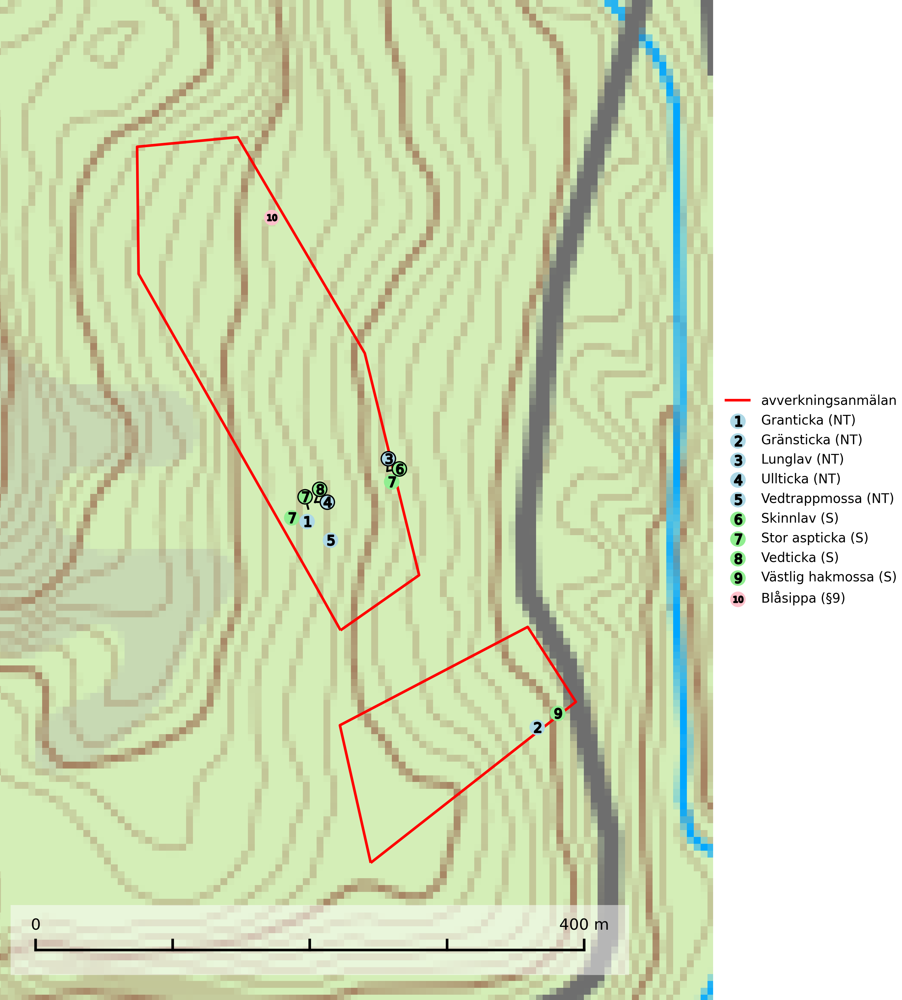 10
3
6
7
8
7
4
7
1
5
9
2
0 400 m
avverkningsanmälan
1 Granticka (NT)
2 Gränsticka (NT)
3 Lunglav (NT)
4 Ullticka (NT)
5 Vedtrappmossa (NT)
6 Skinnlav (S)
7 Stor aspticka (S)
8 Vedticka (S)
9 Västlig hakmossa (S)
10 Blåsippa (§9)